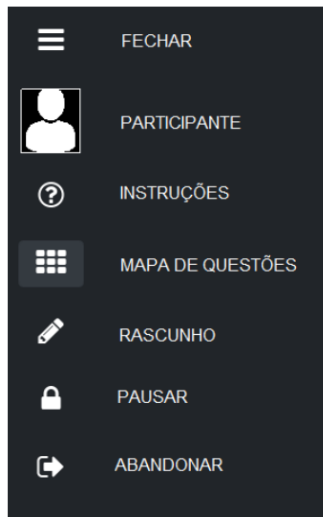 FECHAR
PARTICIPANTE
INSTRUÇÕES
MAPA DE QUESTÕES
RASCUNHO
PAUSAR
ABANDONAR